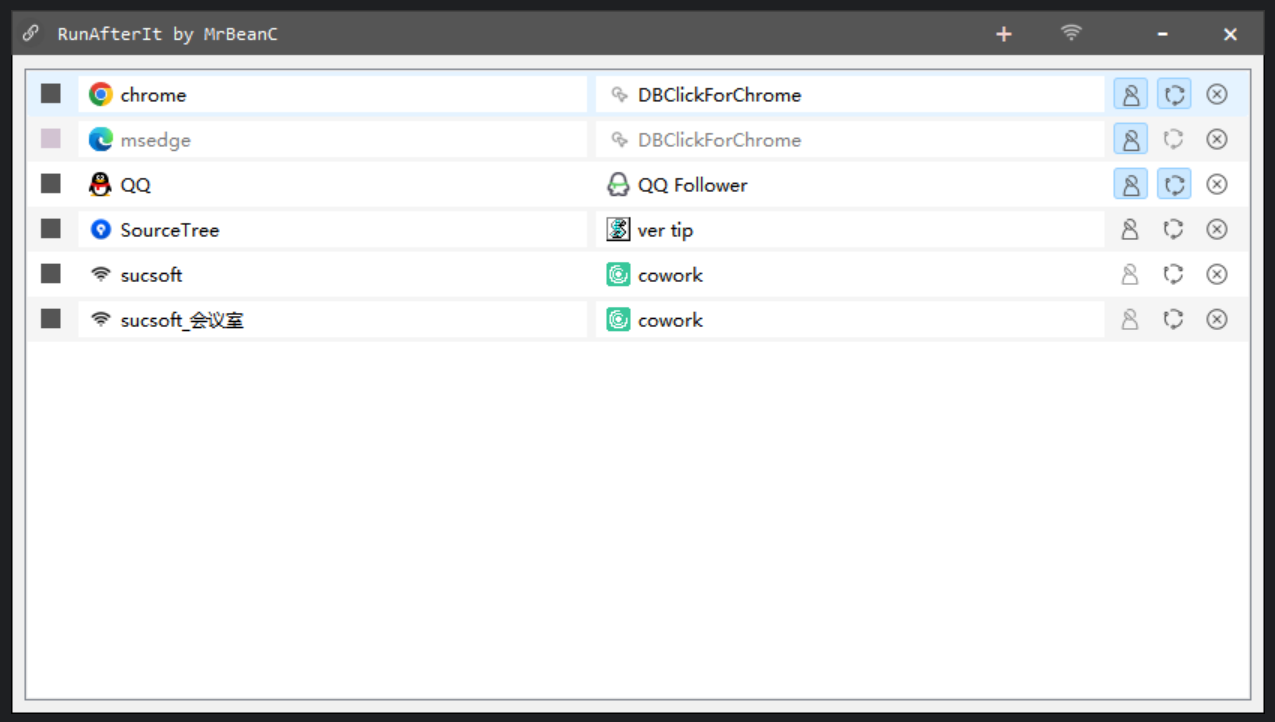 RunAfterIt by MrBeanC
chrome DBClickForChrome
msedge DBClickForChrome
QQ QQ Follower
SourceTree ver tip
sucsoft cowork
sucsoft_会议室 cowork